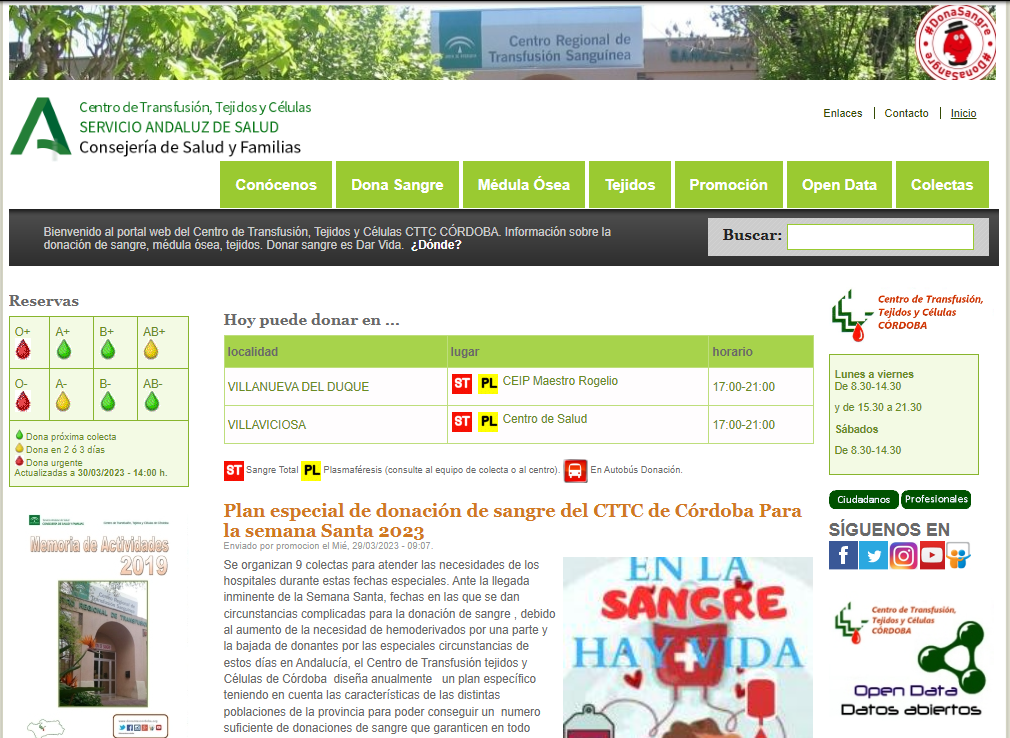 Centro Regional de
Transfusión Sanguínea
#DonaSangre
#DonaSangre
Centro de Transfusión, Tejidos y Células
SERVICIO ANDALUZ DE SALUD
Consejería de Salud y Familias
Enlaces | Contacto | Inicio
Conócenos Dona Sangre Médula Ósea Tejidos Promoción Open Data Colectas
Bienvenido al portal web del Centro de Transfusión, Tejidos y Células CTTC CÓRDOBA. Información sobre la
donación de sangre, médula ósea, tejidos. Donar sangre es Dar Vida. ¿Dónde?
Buscar:
Reservas
O+ A+ B+ AB+
O- A- B- AB-
Dona próxima colecta
Dona en 2 ó 3 días
Dona urgente
Actualizadas a 30/03/2023 - 14:00 h.
Memoria de Actividades
2019
Hoy puede donar en ...
localidad lugar horario
VILLANUEVA DEL DUQUE ST PL CEIP Maestro Rogelio 17:00-21:00
VILLAVICIOSA ST PL Centro de Salud 17:00-21:00
ST Sangre Total PL Plasmaféresis (consulte al equipo de colecta o al centro). En Autobús Donación.
Plan especial de donación de sangre del CTTC de Córdoba Para
la semana Santa 2023
Enviado por promocion el Mié, 29/03/2023 - 09:07.
Se organizan 9 colectas para atender las necesidades de los
hospitales durante estas fechas especiales. Ante la llegada
inminente de la Semana Santa, fechas en las que se dan
circunstancias complicadas para la donación de sangre , debido
al aumento de la necesidad de hemoderivados por una parte y
la bajada de donantes por las especiales circunstancias de
estos días en Andalucía, el Centro de Transfusión tejidos y
Células de Córdoba diseña anualmente un plan específico
teniendo en cuenta las características de las distintas
poblaciones de la provincia para poder conseguir un numero
suficiente de donaciones de sangre que garanticen en todo
EN LA
SANGRE
HAY VIDA
Centro de Transfusión,
Tejidos y Células
CÓRDOBA
Lunes a viernes
De 8.30-14.30
y de 15.30 a 21.30
Sábados
De 8.30-14.30
Ciudadanos Profesionales
SÍGUENOS EN
Centro de Transfusión,
Tejidos y Células
CÓRDOBA
Open Data
Datos abiertos